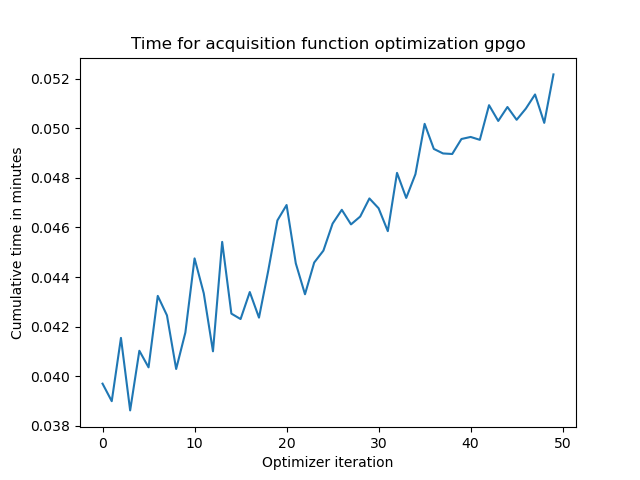 Time for acquisition function optimization gpgo
Cumulative time in minutes
0.052
0.050
0.048
0.046
0.044
0.042
0.040
0.038
0 10 20 30 40 50
Optimizer iteration